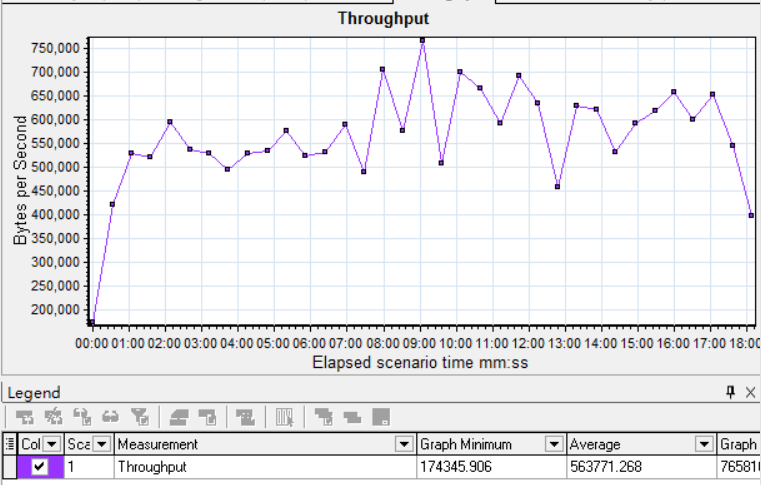 Throughput
Bytes per Second
750,000
700,000
650,000
600,000
550,000
500,000
450,000
400,000
350,000
300,000
250,000
200,000
00:00 01:00 02:00 03:00 04:00 05:00 06:00 07:00 08:00 09:00 10:00 11:00 12:00 13:00 14:00 15:00 16:00 17:00 18:00
Elapsed scenario time mm:ss
Legend
Col Sca Measurement Graph Minimum Average Graph
1 Throughput 174345.906 563771.268 76581